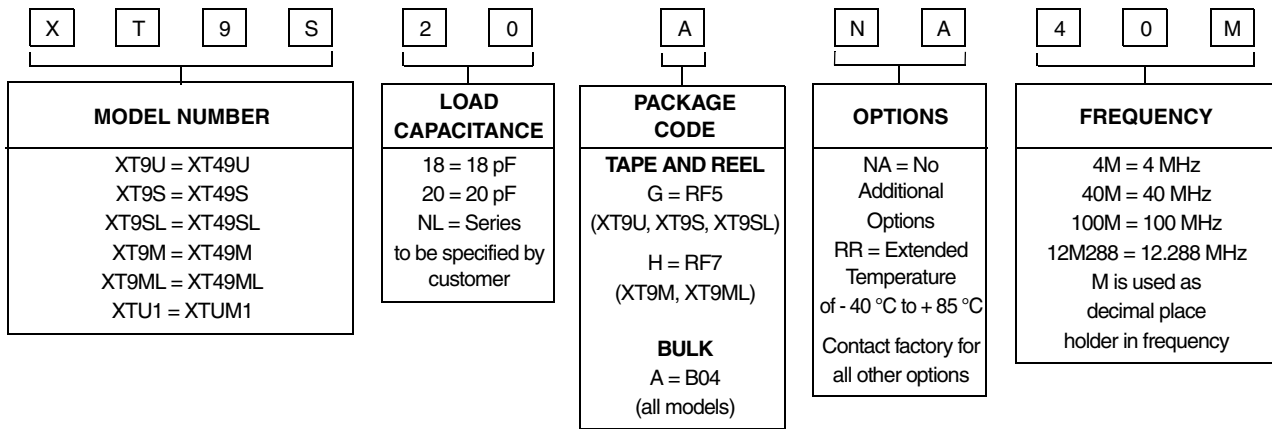 X T 9 S 2 0 A N A 4 0 M
MODEL NUMBER
XT9U = XT49U
XT9S = XT49S
XT9SL = XT49SL
XT9M = XT49M
XT9ML = XT49ML
XTU1 = XTUM1
LOAD
CAPACITANCE
18 = 18 pF
20 = 20 pF
NL = Series
to be specified by
customer
PACKAGE
CODE
TAPE AND REEL
G = RF5
(XT9U, XT9S, XT9SL)
H = RF7
(XT9M, XT9ML)
BULK
A = B04
(all models)
OPTIONS
NA = No
Additional
Options
RR = Extended
Temperature
of - 40 °C to + 85 °C
Contact factory for
all other options
FREQUENCY
4M = 4 MHz
40M = 40 MHz
100M = 100 MHz
12M288 = 12.288 MHz
M is used as
decimal place
holder in frequency